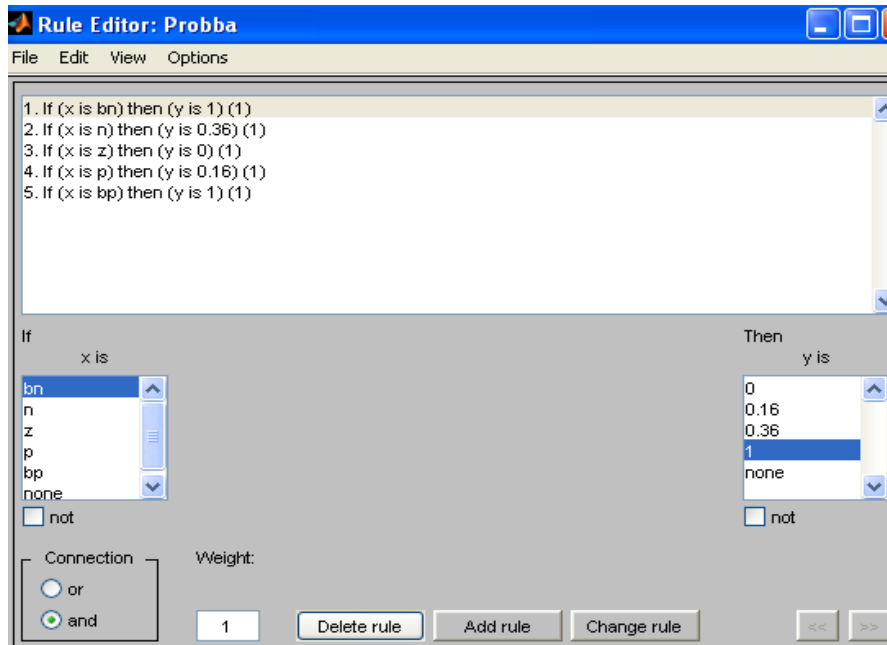 Rule Editor: Probba
File Edit View Options
1. If (x is bn) then (y is 1) (1)
2. If (x is n) then (y is 0.36) (1)
3. If (x is z) then (y is 0) (1)
4. If (x is p) then (y is 0.16) (1)
5. If (x is bp) then (y is 1) (1)
If Then
x is y is
bn 0
n 0.16
z 0.36
p 1
bp none
none
not not
Connection Weight:
or
and 1 Delete rule Add rule Change rule << >>